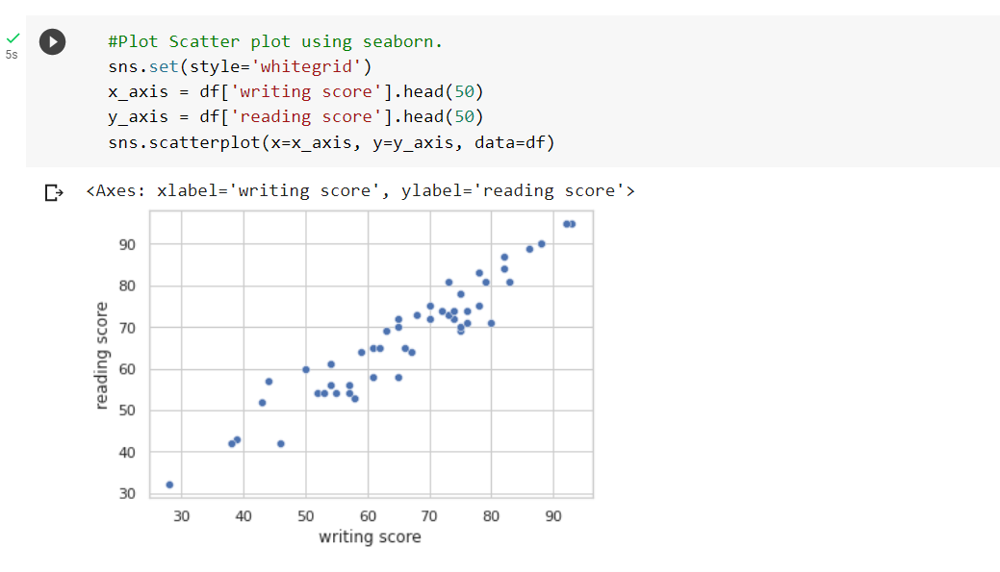 #Plot Scatter plot using seaborn.
5s
sns.set(style='whitegrid')
x_axis = df['writing score'].head(50)
y_axis = df['reading score'].head(50)
sns.scatterplot(x=x_axis, y=y_axis, data=df)
<Axes: xlabel='writing score', ylabel='reading score'>
90
80
70
60
50
40
30
reading score
30 40 50 60 70 80 90
writing score